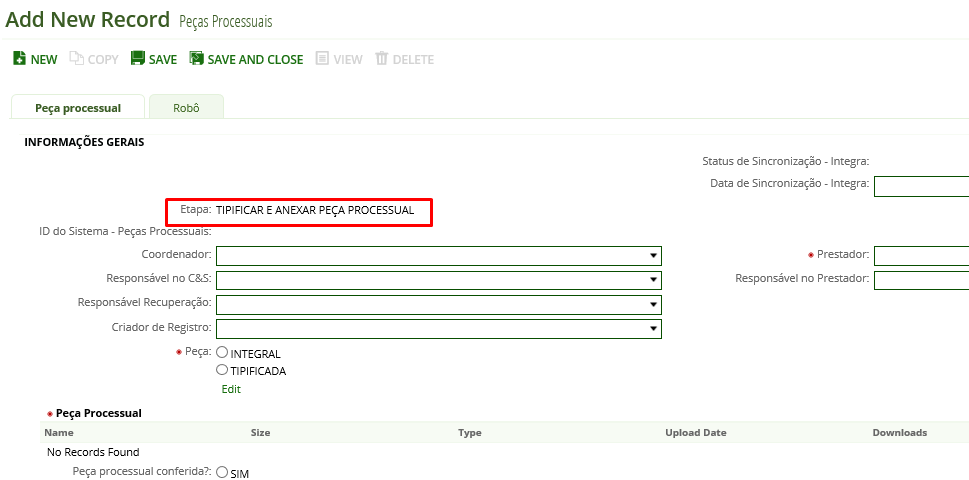 Add New Record Peças Processuais
NEW COPY SAVE SAVE AND CLOSE VIEW DELETE
Peça processual Robô
INFORMAÇÕES GERAIS
Status de Sincronização - Integra:
Data de Sincronização - Integra:
Etapa: TIPIFICAR E ANEXAR PEÇA PROCESSUAL
ID do Sistema - Peças Processuais:
Coordenador: * Prestador:
Responsável no C&S: Responsável no Prestador:
Responsável Recuperação:
Criador de Registro:
* Peça: INTEGRAL
TIPIFICADA
Edit
* Peça Processual
Name Size Type Upload Date Downloads
No Records Found
Peça processual conferida?: SIM